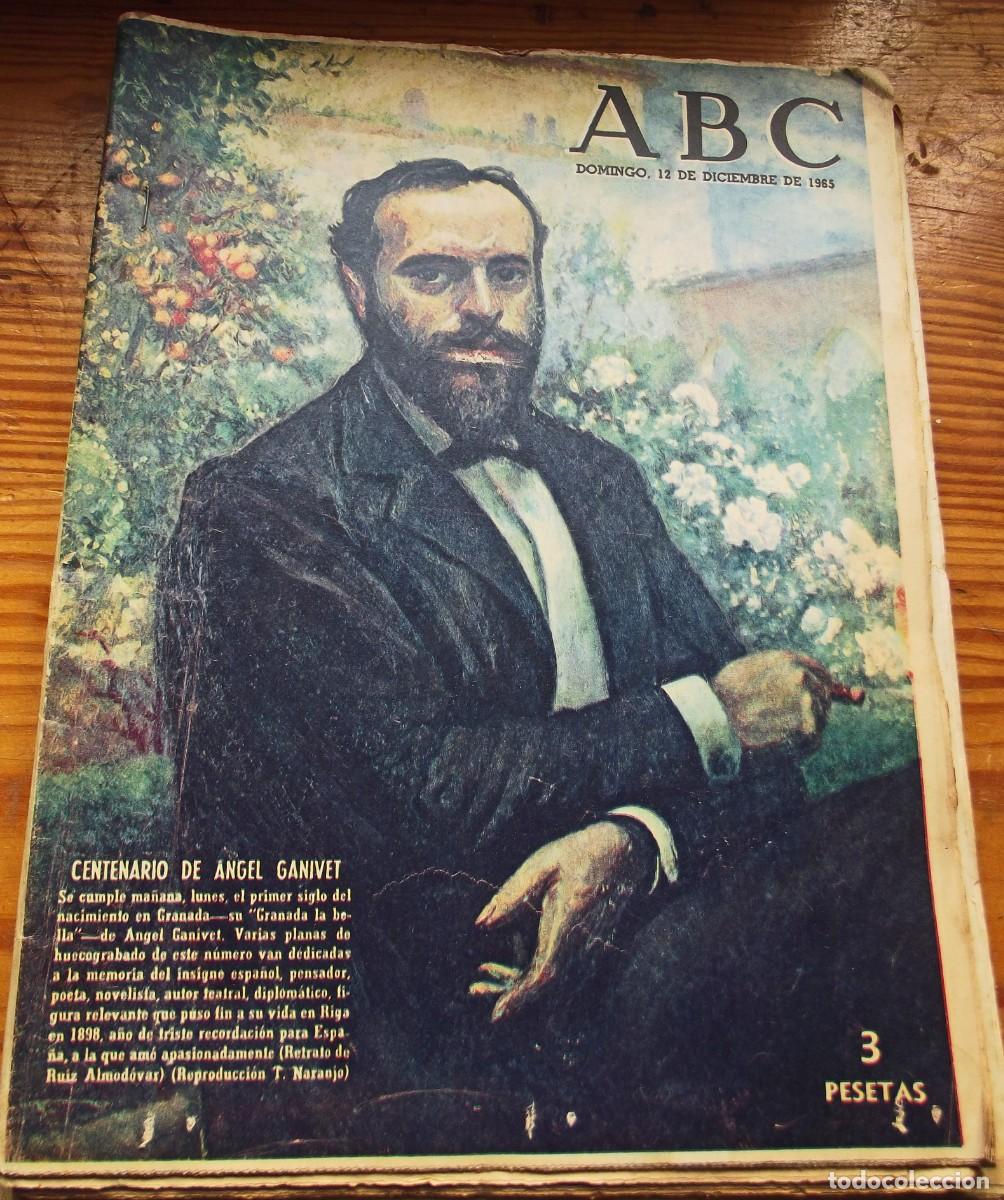 ABC
DOMINGO, 12 DE DICIEMBRE DE 1965
CENTENARIO DE ANGEL GANIVET
Se cumple mañana, lunes, el primer siglo del
nacimiento en Granada—su "Granada la be-
lla"—de Angel Ganivet. Varias planas de
huecograbado de este número van dedicadas
a la memoria del insigne español, pensador,
poeta, novelista, autor teatral, diplomático, fi-
gura relevante que puso fin a su vida en Riga
en 1898, año de triste recordación para Espa-
ña, a la que amó apasionadamente (Retrato de
Ruiz Almodóvar) (Reproducción T. Naranjo)
3
PESETAS
todocoleccion